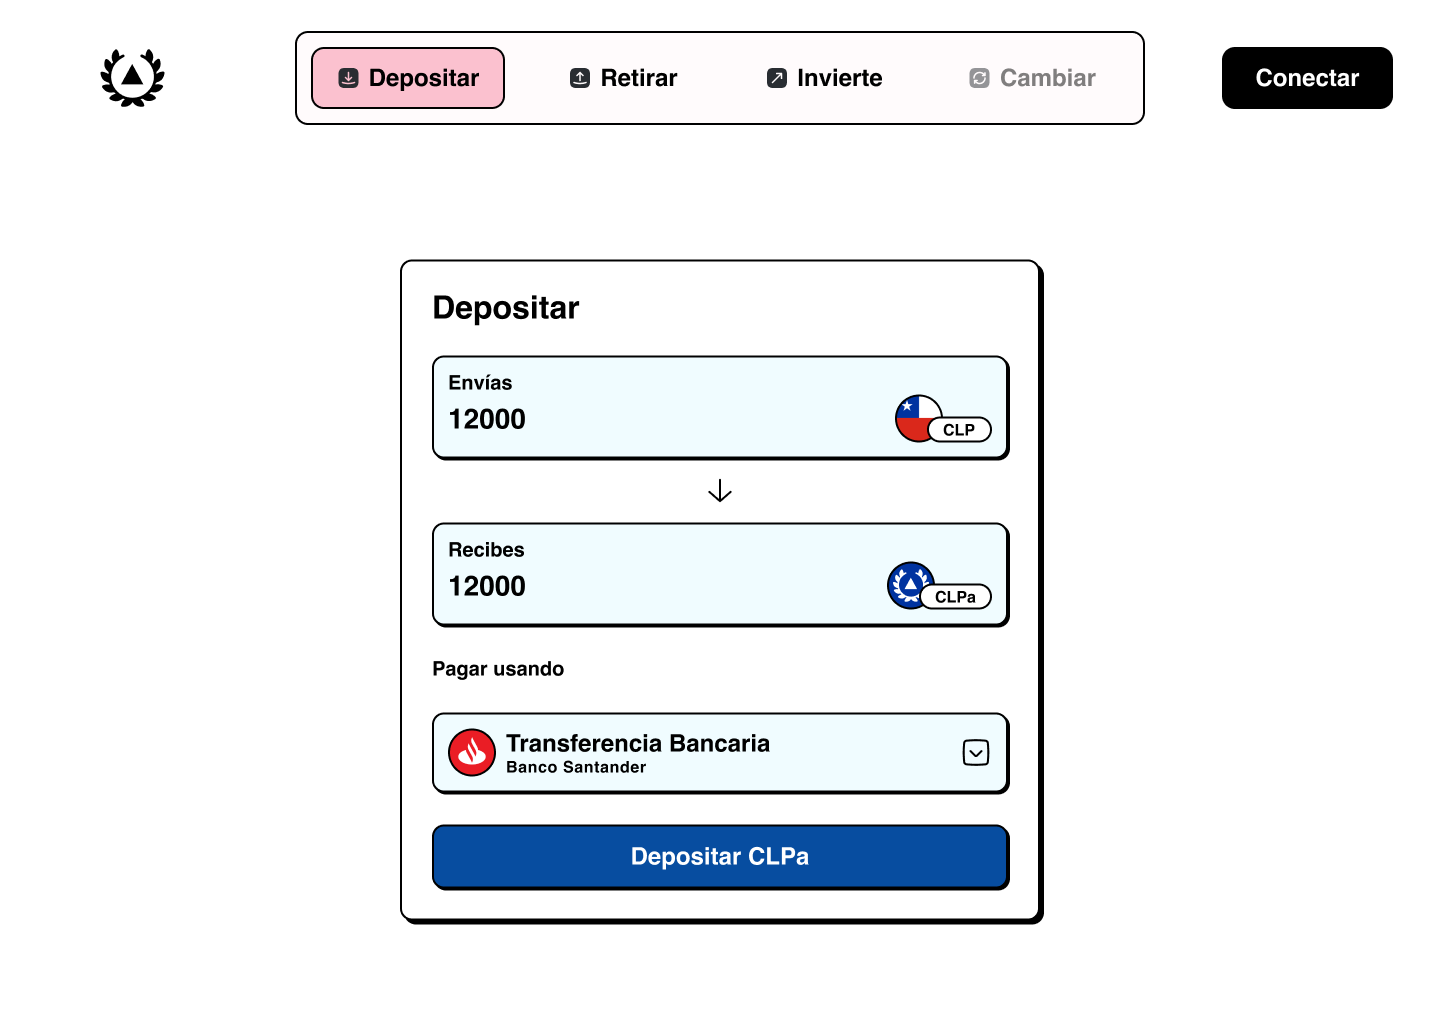 Depositar
Retirar
Invierte
Cambiar
Conectar
Depositar
Envías
12000
CLP
Recibes
12000
CLPa
Pagar usando
Transferencia Bancaria
Banco Santander
Depositar CLPa